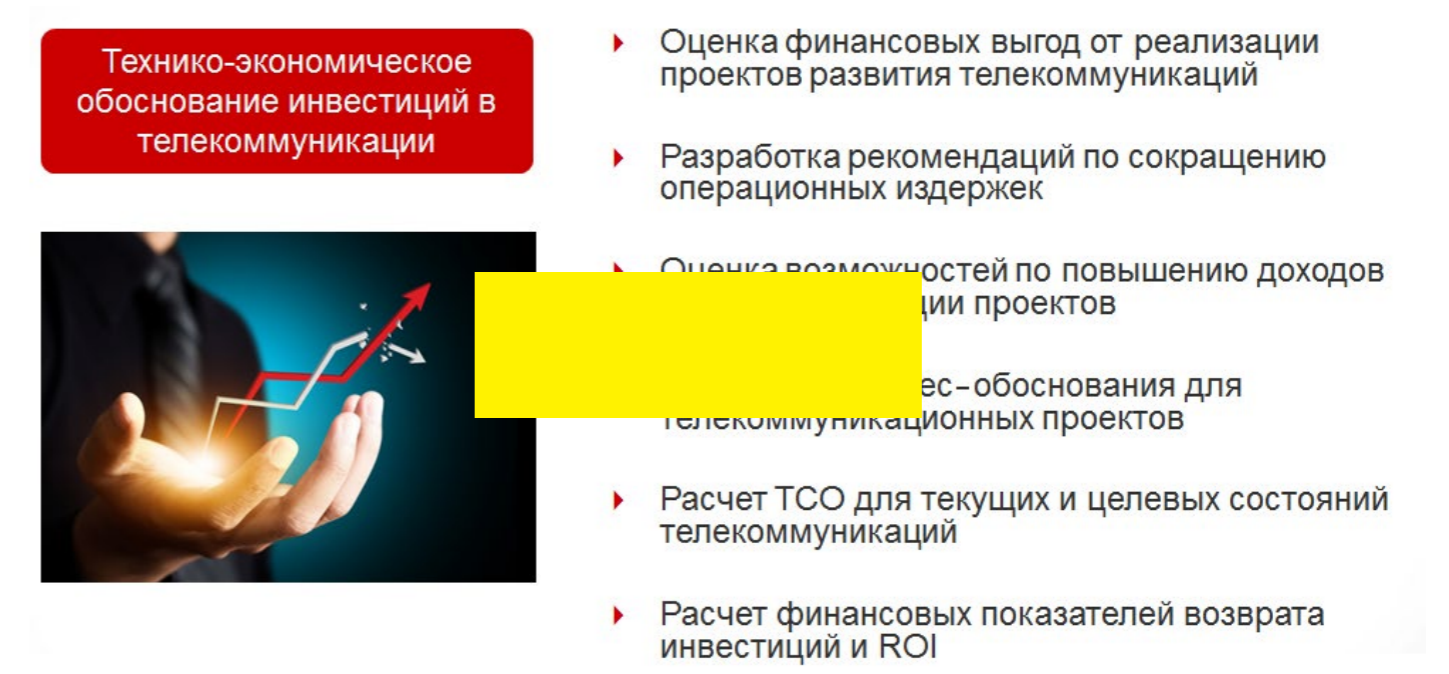 Технико-экономическое
обоснование инвестиций в
телекоммуникации
Оценка финансовых выгод от реализации
проектов развития телекоммуникаций
Разработка рекомендаций по сокращению
операционных издержек
Оценка возможностей по повышению доходов
проектов
обоснования для
телекоммуникационных проектов
Расчет TCO для текущих и целевых состояний
телекоммуникаций
Расчет финансовых показателей возврата
инвестиций и ROI